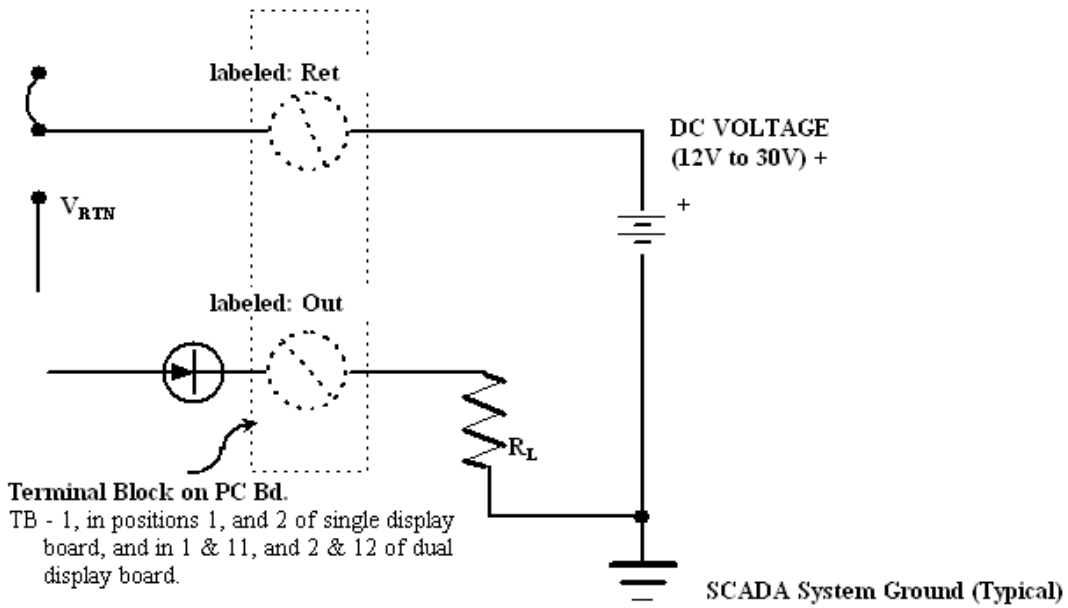 labeled: Ret
DC VOLTAGE
(12V to 30V) +
+
VRTN
labeled: Out
RL
Terminal Block on PC Bd.
TB - 1, in positions 1, and 2 of single display
board, and in 1 & 11, and 2 & 12 of dual
display board.
SCADA System Ground (Typical)